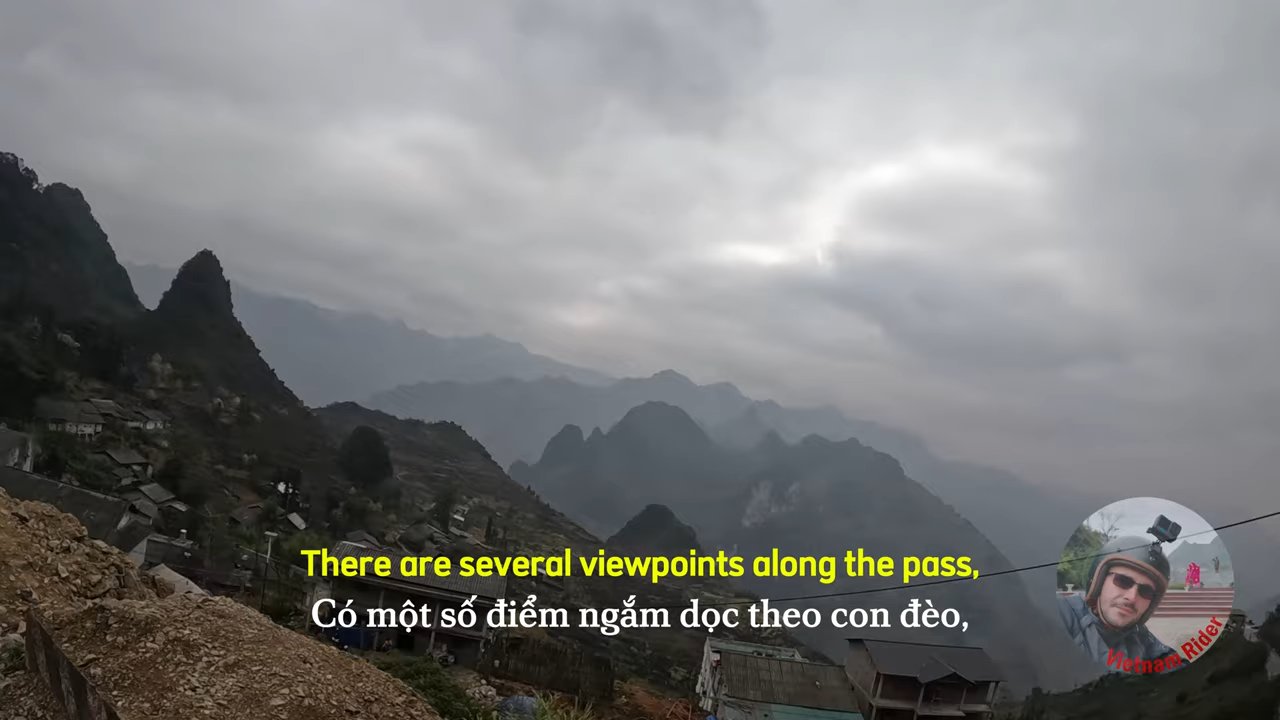 There are several viewpoints along the pass,
Có một số điểm ngắm dọc theo con đèo,
Vietnam Rider